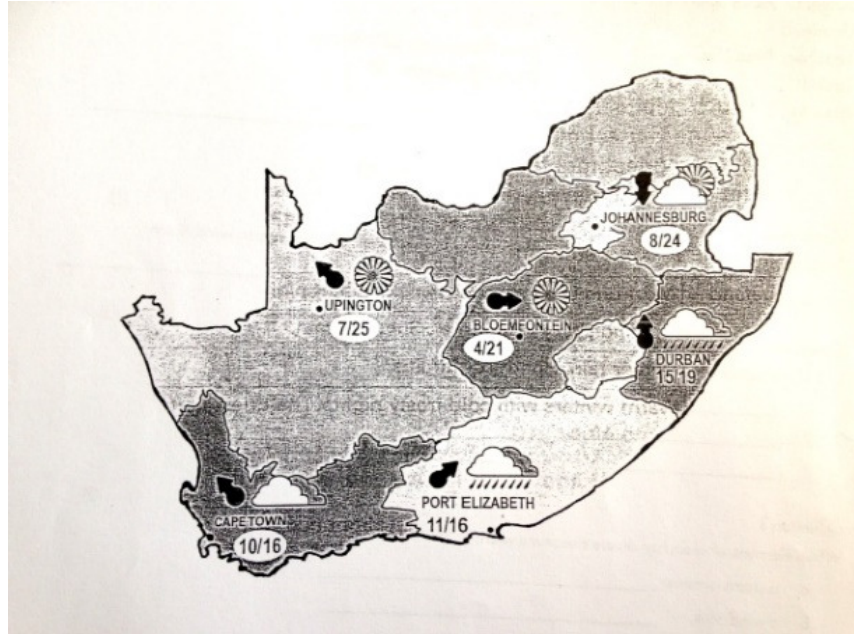 JOHANNESBURG
8/24
UPINGTON
7/25
BLOEMFONTEIN
4/21
DURBAN
15 19
PORT ELIZABETH
11/16
CAPETOWN
10/16